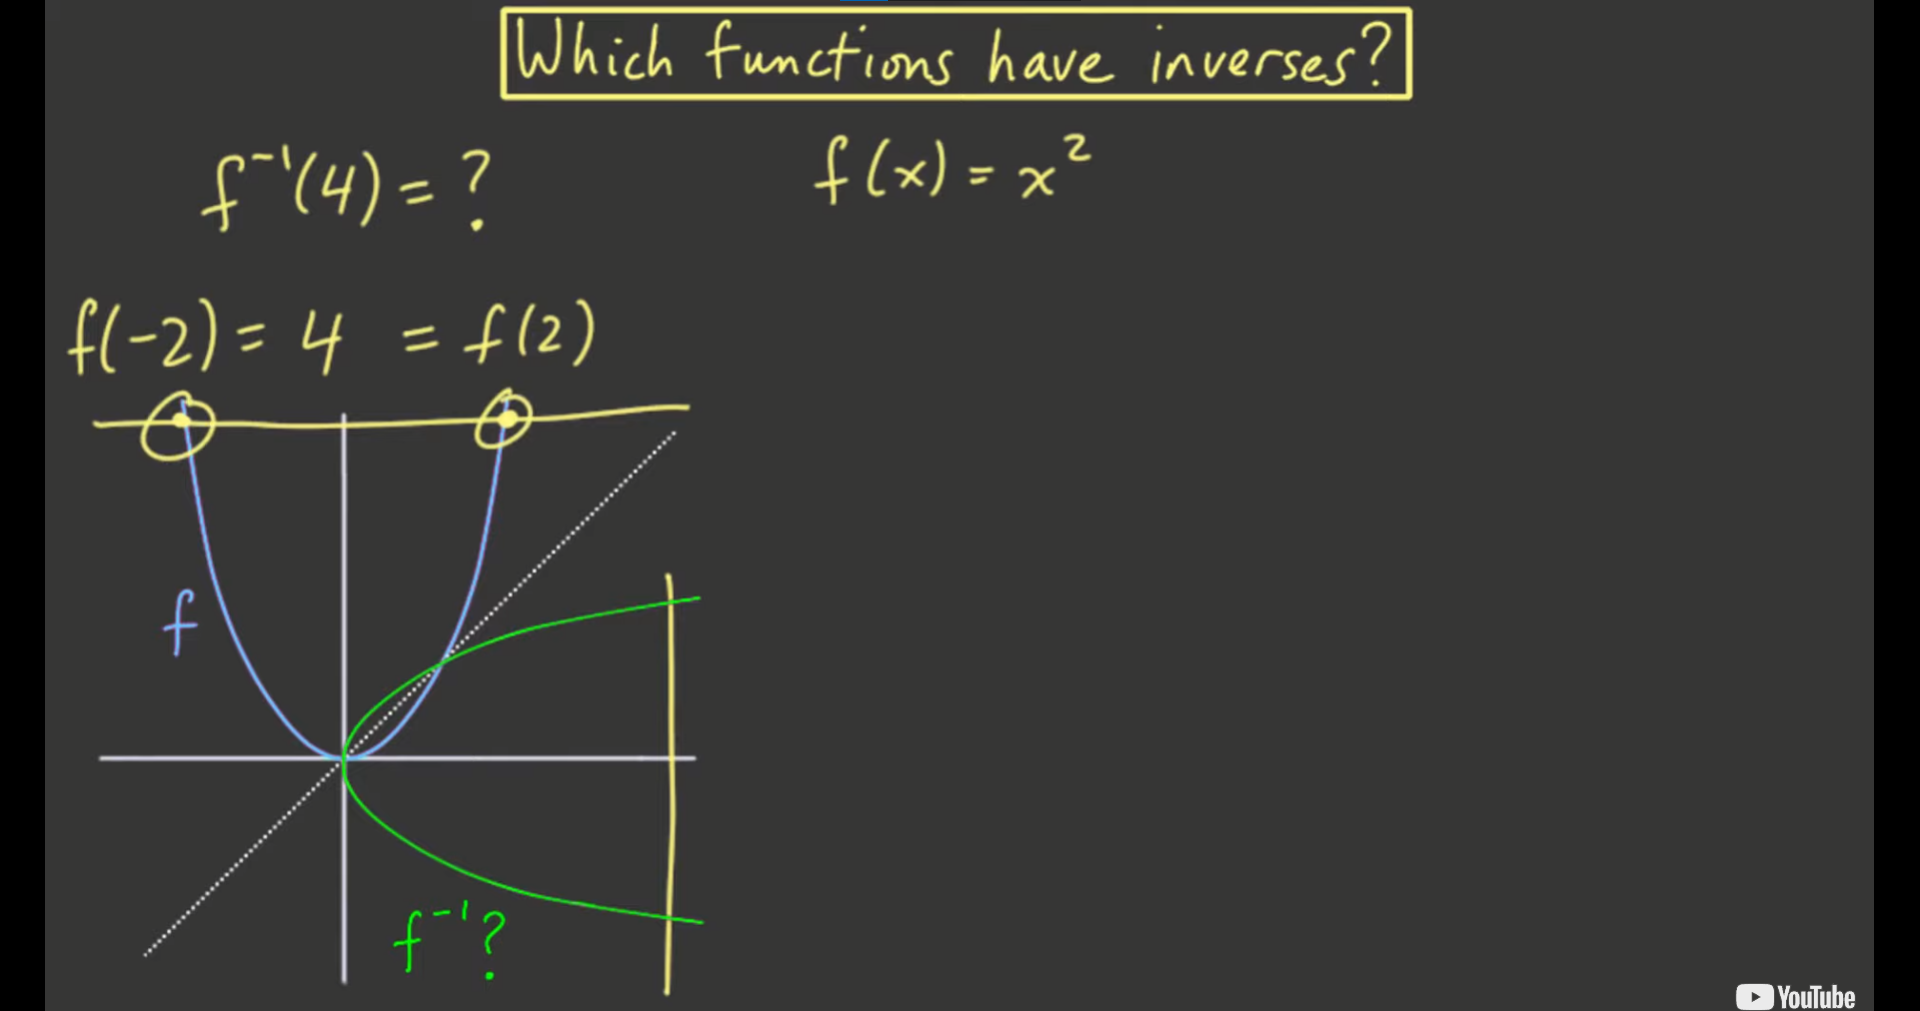 Which functions have inverses?
f⁻¹(4) = ?
f(x) = x²
f(-2) = 4 = f(2)
f
f⁻¹?
YouTube